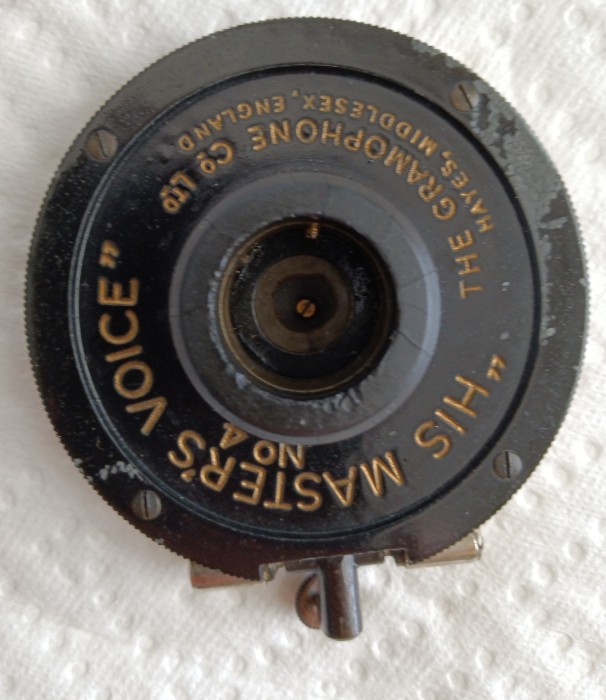 "HIS MASTER'S VOICE"
NO 4
THE GRAMOPHONE Co LTD
HAYES, MIDDLESEX, ENGLAND